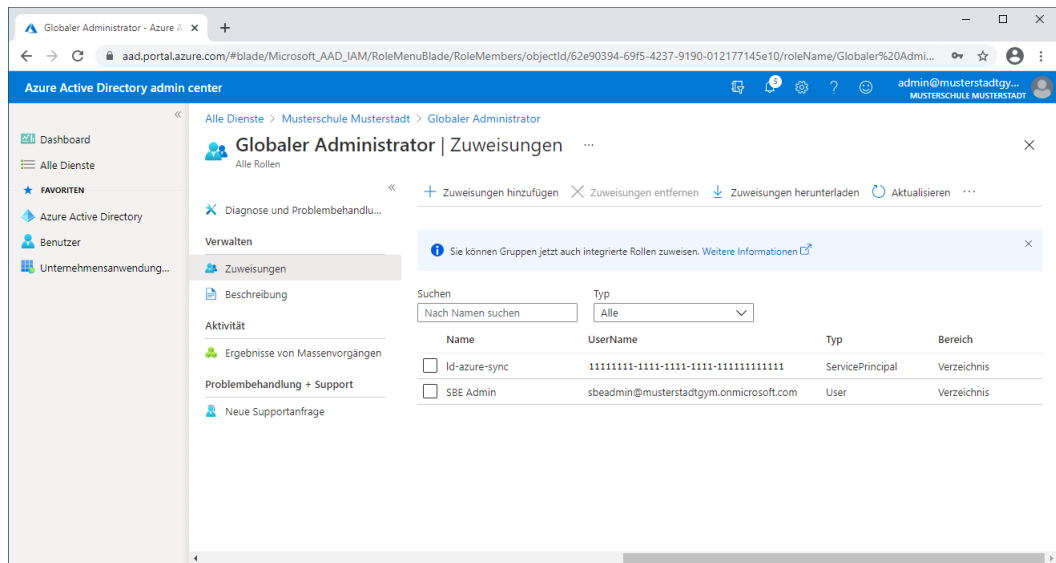 Globaler Administrator - Azure A
aad.portal.azure.com/#blade/Microsoft_AAD_IAM/RoleMenuBlade/RoleMembers/objectId/62e90394-69f5-4237-9190-012177145e10/roleName/Globaler%20Admi...
Azure Active Directory admin center
5
admin@musterstadtgy...
MUSTERSCHULE MUSTERSTADT
Dashboard
Alle Dienste
FAVORITEN
Azure Active Directory
Benutzer
Unternehmensanwendung...
Alle Dienste > Musterschule Musterstadt > Globaler Administrator
Globaler Administrator | Zuweisungen ...
Alle Rollen
Diagnose und Problembehandlu...
Verwalten
Zuweisungen
Beschreibung
Aktivität
Ergebnisse von Massenvorgängen
Problembehandlung + Support
Neue Supportanfrage
Zuweisungen hinzufügen Zuweisungen entfernen Zuweisungen herunterladen Aktualisieren ...
Sie können Gruppen jetzt auch integrierte Rollen zuweisen. Weitere Informationen
Suchen Typ
Nach Namen suchen Alle
Name UserName Typ Bereich
ld-azure-sync 11111111-1111-1111-1111-111111111111 ServicePrincipal Verzeichnis
SBE Admin sbeadmin@musterstadtgym.onmicrosoft.com User Verzeichnis